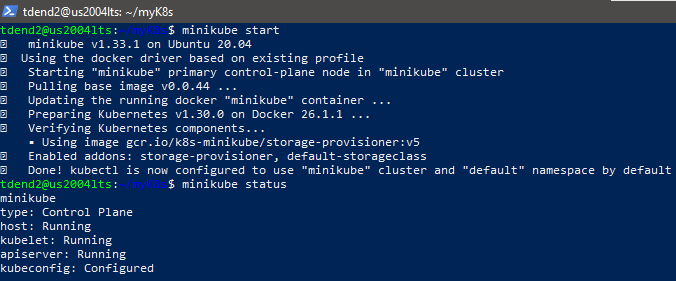 tdend2@us2004lts: ~/myK8s
tdend2@us2004lts:~/myK8s$ minikube start
minikube v1.33.1 on Ubuntu 20.04
Using the docker driver based on existing profile
Starting "minikube" primary control-plane node in "minikube" cluster
Pulling base image v0.0.44 ...
Updating the running docker "minikube" container ...
Preparing Kubernetes v1.30.0 on Docker 26.1.1 ...
Verifying Kubernetes components...
▪ Using image gcr.io/k8s-minikube/storage-provisioner:v5
Enabled addons: storage-provisioner, default-storageclass
Done! kubectl is now configured to use "minikube" cluster and "default" namespace by default
tdend2@us2004lts:~/myK8s$ minikube status
minikube
type: Control Plane
host: Running
kubelet: Running
apiserver: Running
kubeconfig: Configured